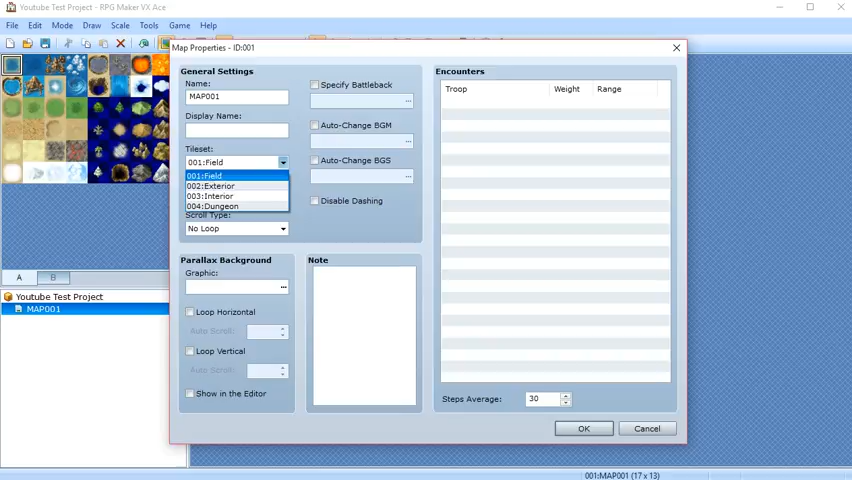 Youtube Test Project - RPG Maker VX Ace
File Edit Mode Draw Scale Tools Game Help
Map Properties - ID:001
General Settings
Name:
MAP001
Display Name:
Tileset:
001:Field
001:Field
002:Exterior
003:Interior
004:Dungeon
Scroll Type:
No Loop
Specify Battleback
...
Auto-Change BGM
...
Auto-Change BGS
...
Disable Dashing
Parallax Background
Graphic:
...
Loop Horizontal
Auto Scroll:
Loop Vertical
Auto Scroll:
Show in the Editor
Note
Encounters
Troop Weight Range
Steps Average: 30
OK Cancel
A B
Youtube Test Project
MAP001
001:MAP001 (17 x 13)